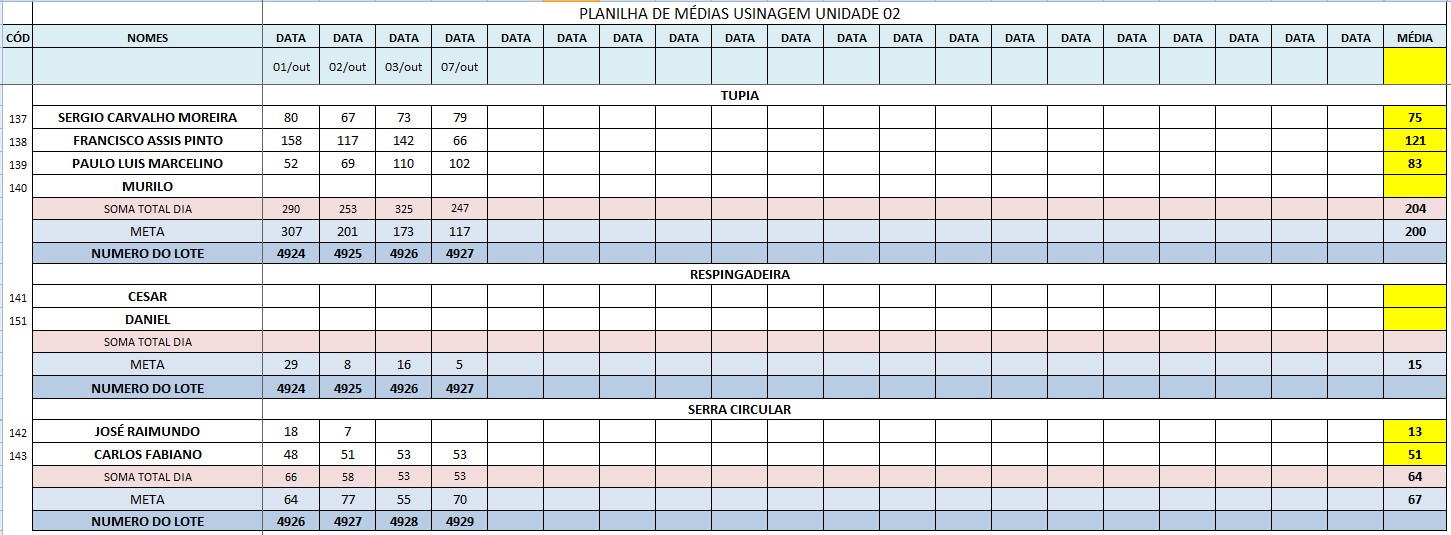 PLANILHA DE MÉDIAS USINAGEM UNIDADE 02
CÓD NOMES DATA DATA DATA DATA DATA DATA DATA DATA DATA DATA DATA DATA DATA DATA DATA DATA DATA DATA DATA DATA MÉDIA
01/out 02/out 03/out 07/out
TUPIA
137 SERGIO CARVALHO MOREIRA 80 67 73 79 75
138 FRANCISCO ASSIS PINTO 158 117 142 66 121
139 PAULO LUIS MARCELINO 52 69 110 102 83
140 MURILO
SOMA TOTAL DIA 290 253 325 247 204
META 307 201 173 117 200
NUMERO DO LOTE 4924 4925 4926 4927
RESPINGADEIRA
141 CESAR
151 DANIEL
SOMA TOTAL DIA
META 29 8 16 5 15
NUMERO DO LOTE 4924 4925 4926 4927
SERRA CIRCULAR
142 JOSÉ RAIMUNDO 18 7 13
143 CARLOS FABIANO 48 51 53 53 51
SOMA TOTAL DIA 66 58 53 53 64
META 64 77 55 70 67
NUMERO DO LOTE 4926 4927 4928 4929